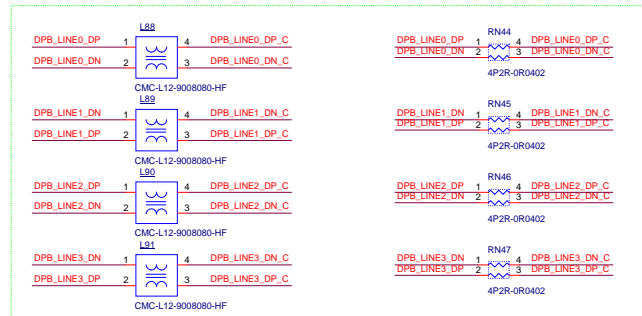 L88
DPB_LINE0_DP 1 4 DPB_LINE0_DP_C
DPB_LINE0_DN 2 3 DPB_LINE0_DN_C
CMC-L12-9008080-HF
L89
DPB_LINE1_DN 1 4 DPB_LINE1_DN_C
DPB_LINE1_DP 2 3 DPB_LINE1_DP_C
CMC-L12-9008080-HF
L90
DPB_LINE2_DP 1 4 DPB_LINE2_DP_C
DPB_LINE2_DN 2 3 DPB_LINE2_DN_C
CMC-L12-9008080-HF
L91
DPB_LINE3_DN 1 4 DPB_LINE3_DN_C
DPB_LINE3_DP 2 3 DPB_LINE3_DP_C
CMC-L12-9008080-HF
RN44
DPB_LINE0_DP 1 4 DPB_LINE0_DP_C
DPB_LINE0_DN 2 3 DPB_LINE0_DN_C
4P2R-0R0402
RN45
DPB_LINE1_DN 1 4 DPB_LINE1_DN_C
DPB_LINE1_DP 2 3 DPB_LINE1_DP_C
4P2R-0R0402
RN46
DPB_LINE2_DP 1 4 DPB_LINE2_DP_C
DPB_LINE2_DN 2 3 DPB_LINE2_DN_C
4P2R-0R0402
RN47
DPB_LINE3_DN 1 4 DPB_LINE3_DN_C
DPB_LINE3_DP 2 3 DPB_LINE3_DP_C
4P2R-0R0402